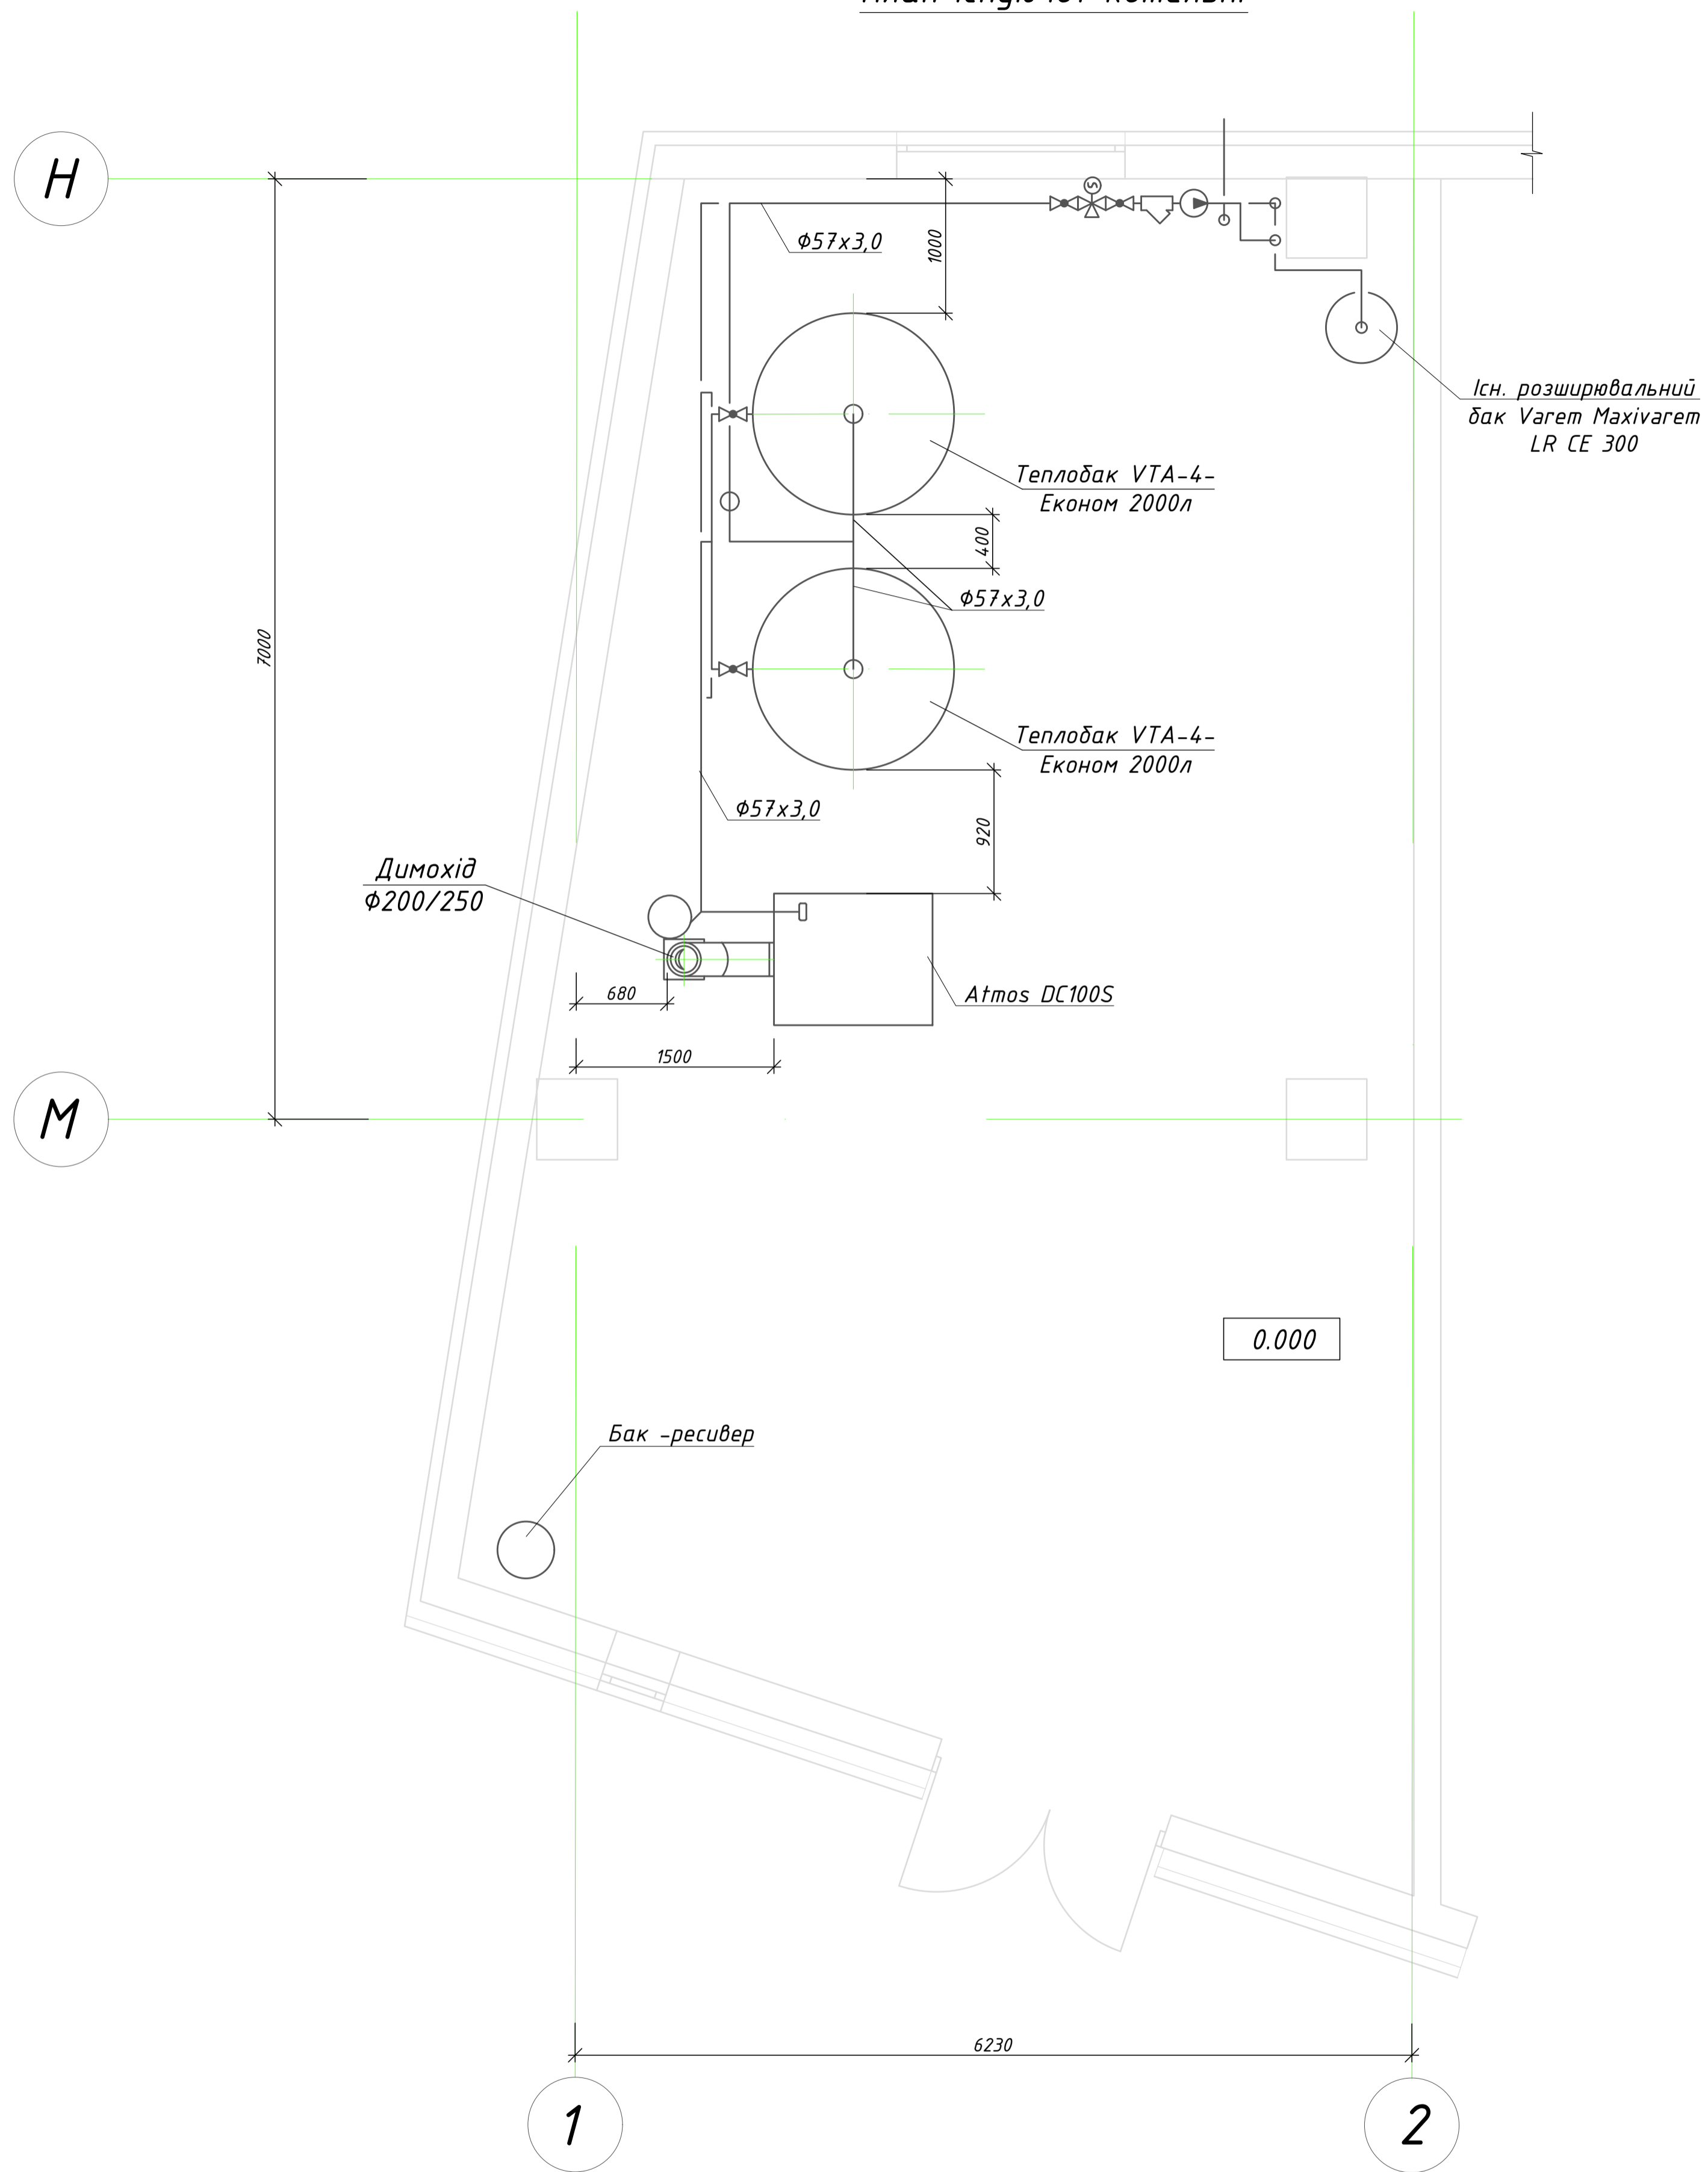 Н
Ф57х3,0
1000
Існ. розширювальний
бак Varem Maxivarem
LR CE 300
Теплобак VTA-4-
Економ 2000л
400
Ф57х3,0
7000
Теплобак VTA-4-
Економ 2000л
Ф57х3,0
920
Димохід
Ф200/250
680
Atmos DC100S
1500
М
0.000
Бак -ресивер
6230
1
2